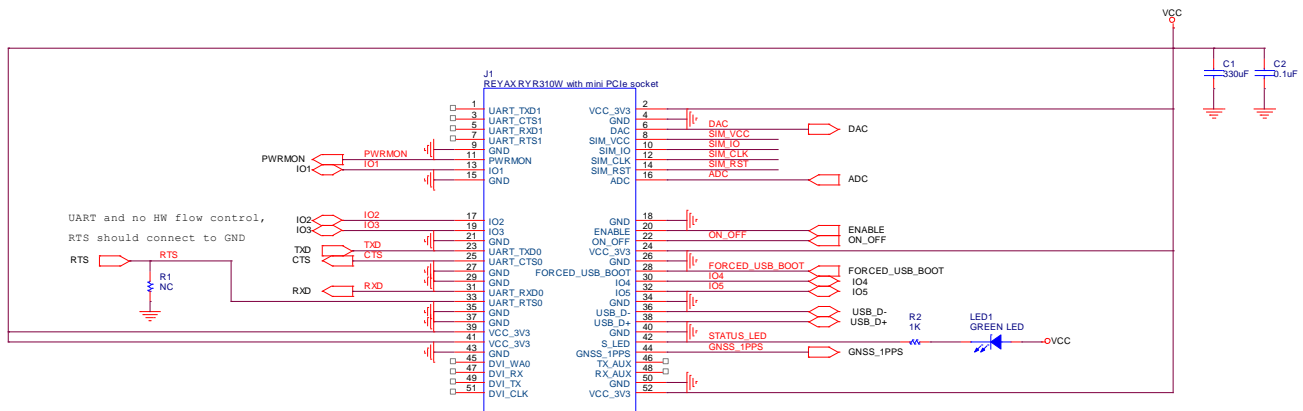 VCC
C1
330uF
C2
0.1uF
J1
REYAX RYR310W with mini PCIe socket
1 UART_TXD1
3 UART_CTS1
5 UART_RXD1
7 UART_RTS1
9 GND
PWRMON PWRMON 11 PWRMON
IO1 IO1 13 IO1
15 GND
IO2 IO2 17 IO2
IO3 IO3 19 IO3
21 GND
TXD TXD 23 UART_TXD0
CTS CTS 25 UART_CTS0
27 GND
29 GND
RXD RXD 31 UART_RXD0
33 UART_RTS0
35 GND
37 GND
39 VCC_3V3
41 VCC_3V3
43 GND
45 DVI_WA0
47 DVI_RX
49 DVI_TX
51 DVI_CLK
UART and no HW flow control,
RTS should connect to GND
RTS RTS
R1
NC
VCC_3V3 2
GND 4
DAC 6 DAC DAC
SIM_VCC 8 SIM_VCC
SIM_IO 10 SIM_IO
SIM_CLK 12 SIM_CLK
SIM_RST 14 SIM_RST
ADC 16 ADC ADC
GND 18
ENABLE 20 ENABLE
ON_OFF 22 ON_OFF ON_OFF
VCC_3V3 24
GND 26
FORCED_USB_BOOT 28 FORCED_USB_BOOT FORCED_USB_BOOT
IO4 30 IO4 IO4
IO5 32 IO5 IO5
GND 34
USB_D- 36 USB_D-
USB_D+ 38 USB_D+
GND 40
S_LED 42 STATUS_LED
GNSS_1PPS 44 GNSS_1PPS GNSS_1PPS
TX_AUX 46
RX_AUX 48
GND 50
VCC_3V3 52
R2
1K
LED1
GREEN LED
VCC